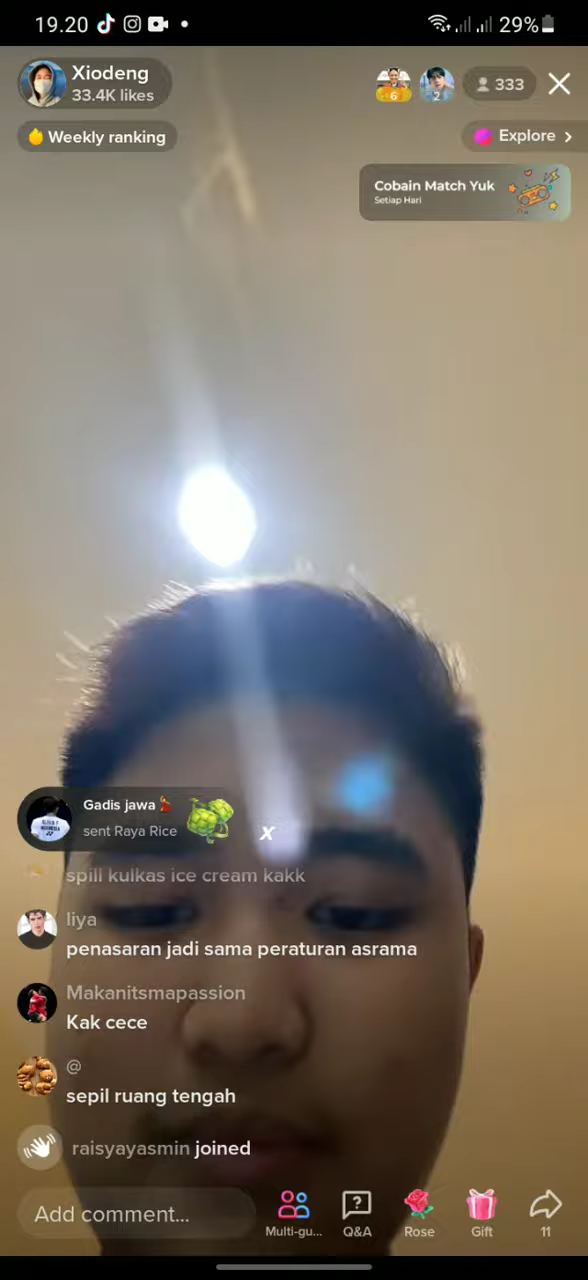 19.20
29%
Xiodeng
33.4K likes
6
2
333
Weekly ranking
Explore
Cobain Match Yuk
Setiap Hari
Gadis jawa
sent Raya Rice
x
spill kulkas ice cream kakk
liya
penasaran jadi sama peraturan asrama
Makanitsmapassion
Kak cece
@
sepil ruang tengah
raisyayasmin joined
Add comment...
Multi-gu...
Q&A
Rose
Gift
11